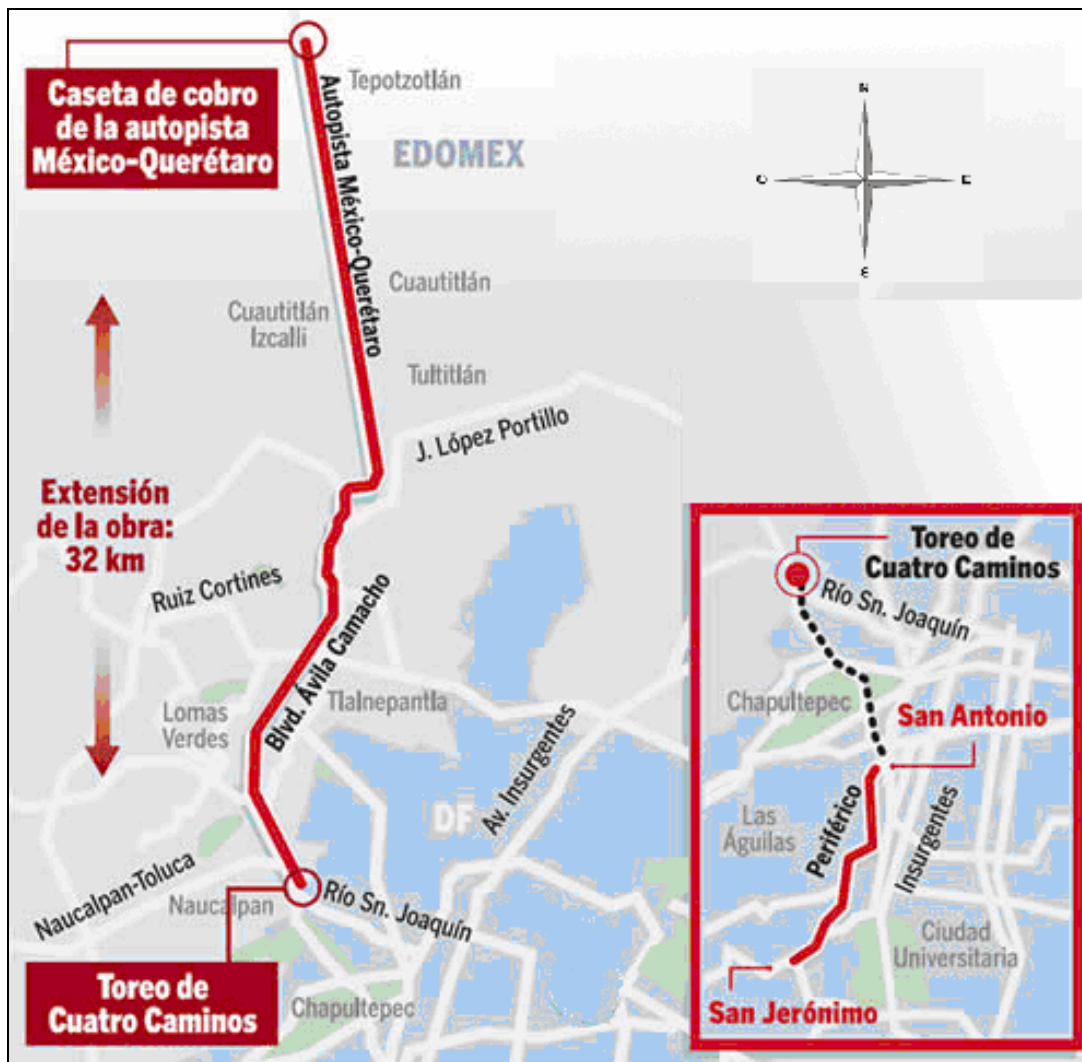 Caseta de cobro
de la autopista
México-Querétaro
Tepotzotlán
Autopista México-Querétaro
EDOMEX
N
O
E
S
Cuautitlán
Cuautitlán
Izcalli
Tultitlán
J. López Portillo
Extensión
de la obra:
32 km
Ruiz Cortines
Blvd. Ávila Camacho
Tlalnepantla
Lomas
Verdes
Av. Insurgentes
DF
Naucalpan-Toluca
Naucalpan
Río Sn. Joaquín
Toreo de
Cuatro Caminos
Chapultepec
Toreo de
Cuatro Caminos
Río Sn. Joaquín
Chapultepec
San Antonio
Las
Águilas
Periférico
Insurgentes
Ciudad
Universitaria
San Jerónimo